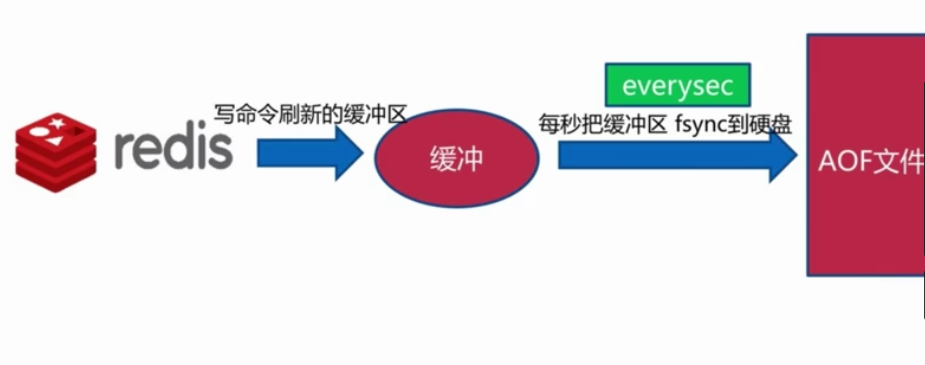 everysec
写命令刷新的缓冲区
每秒把缓冲区 fsync到硬盘
redis
缓冲
AOF文件